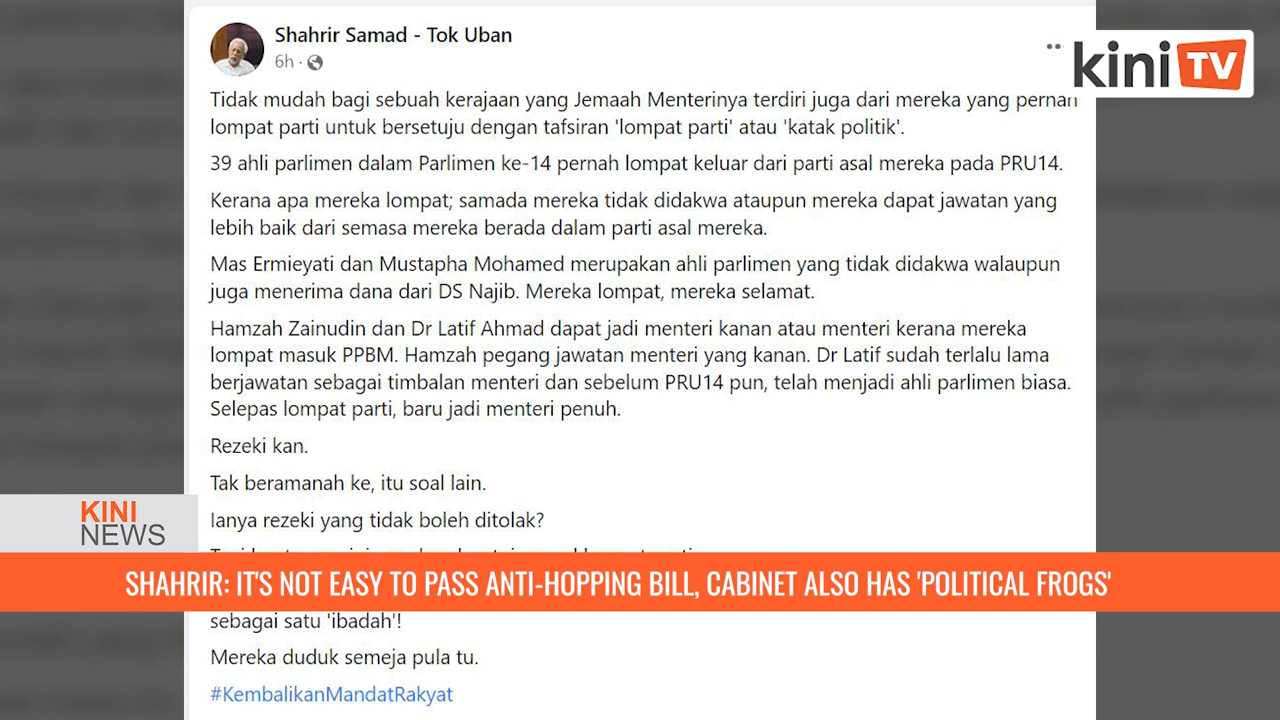 Shahrir Samad - Tok Uban
6h ·
kini TV
Tidak mudah bagi sebuah kerajaan yang Jemaah Menterinya terdiri juga dari mereka yang pernah
lompat parti untuk bersetuju dengan tafsiran 'lompat parti' atau 'katak politik'.
39 ahli parlimen dalam Parlimen ke-14 pernah lompat keluar dari parti asal mereka pada PRU14.
Kerana apa mereka lompat; samada mereka tidak didakwa ataupun mereka dapat jawatan yang
lebih baik dari semasa mereka berada dalam parti asal mereka.
Mas Ermieyati dan Mustapha Mohamed merupakan ahli parlimen yang tidak didakwa walaupun
juga menerima dana dari DS Najib. Mereka lompat, mereka selamat.
Hamzah Zainudin dan Dr Latif Ahmad dapat jadi menteri kanan atau menteri kerana mereka
lompat masuk PPBM. Hamzah pegang jawatan menteri yang kanan. Dr Latif sudah terlalu lama
berjawatan sebagai timbalan menteri dan sebelum PRU14 pun, telah menjadi ahli parlimen biasa.
Selepas lompat parti, baru jadi menteri penuh.
Rezeki kan.
Tak beramanah ke, itu soal lain.
Ianya rezeki yang tidak boleh ditolak?
KINI
NEWS
SHAHRIR: IT'S NOT EASY TO PASS ANTI-HOPPING BILL, CABINET ALSO HAS 'POLITICAL FROGS'
sebagai satu 'ibadah'!
Mereka duduk semeja pula tu.
#KembalikanMandatRakyat